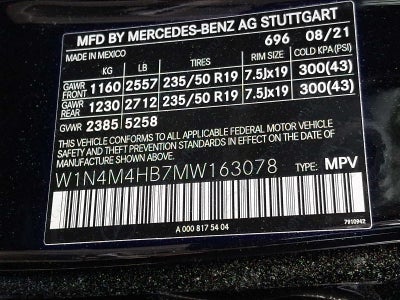 MFD BY MERCEDES-BENZ AG STUTTGART
MADE IN MEXICO 696 08/21
KG LB TIRES RIM SIZE COLD KPA (PSI)
GAWR FRONT 1160 2557 235/50 R19 7.5Jx19 300(43)
GAWR REAR 1230 2712 235/50 R19 7.5Jx19 300(43)
GVWR 2385 5258
THIS VEHICLE CONFORMS TO ALL APPLICABLE FEDERAL MOTOR VEHICLE
SAFETY, BUMPER, AND THEFT PREVENTION STANDARDS IN EFFECT ON THE DATE OF
MANUFACTURE SHOWN ABOVE.
W1N4M4HB7MW163078 TYPE: MPV
A 000 817 54 04 7910942